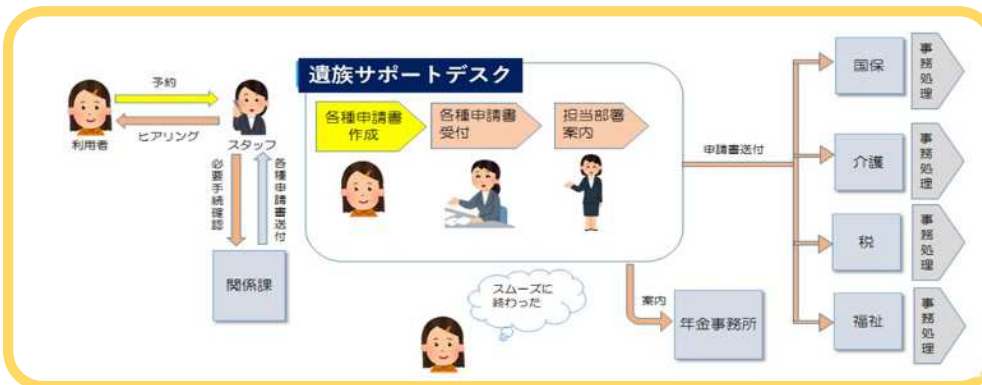 予約
ヒアリング
利用者
スタッフ
必要手続確認
各種申請書送付
関係課
遺族サポートデスク
各種申請書
作成
各種申請書
受付
担当部署
案内
スムーズに
終わった
案内
年金事務所
申請書送付
国保
事務処理
介護
事務処理
税
事務処理
福祉
事務処理